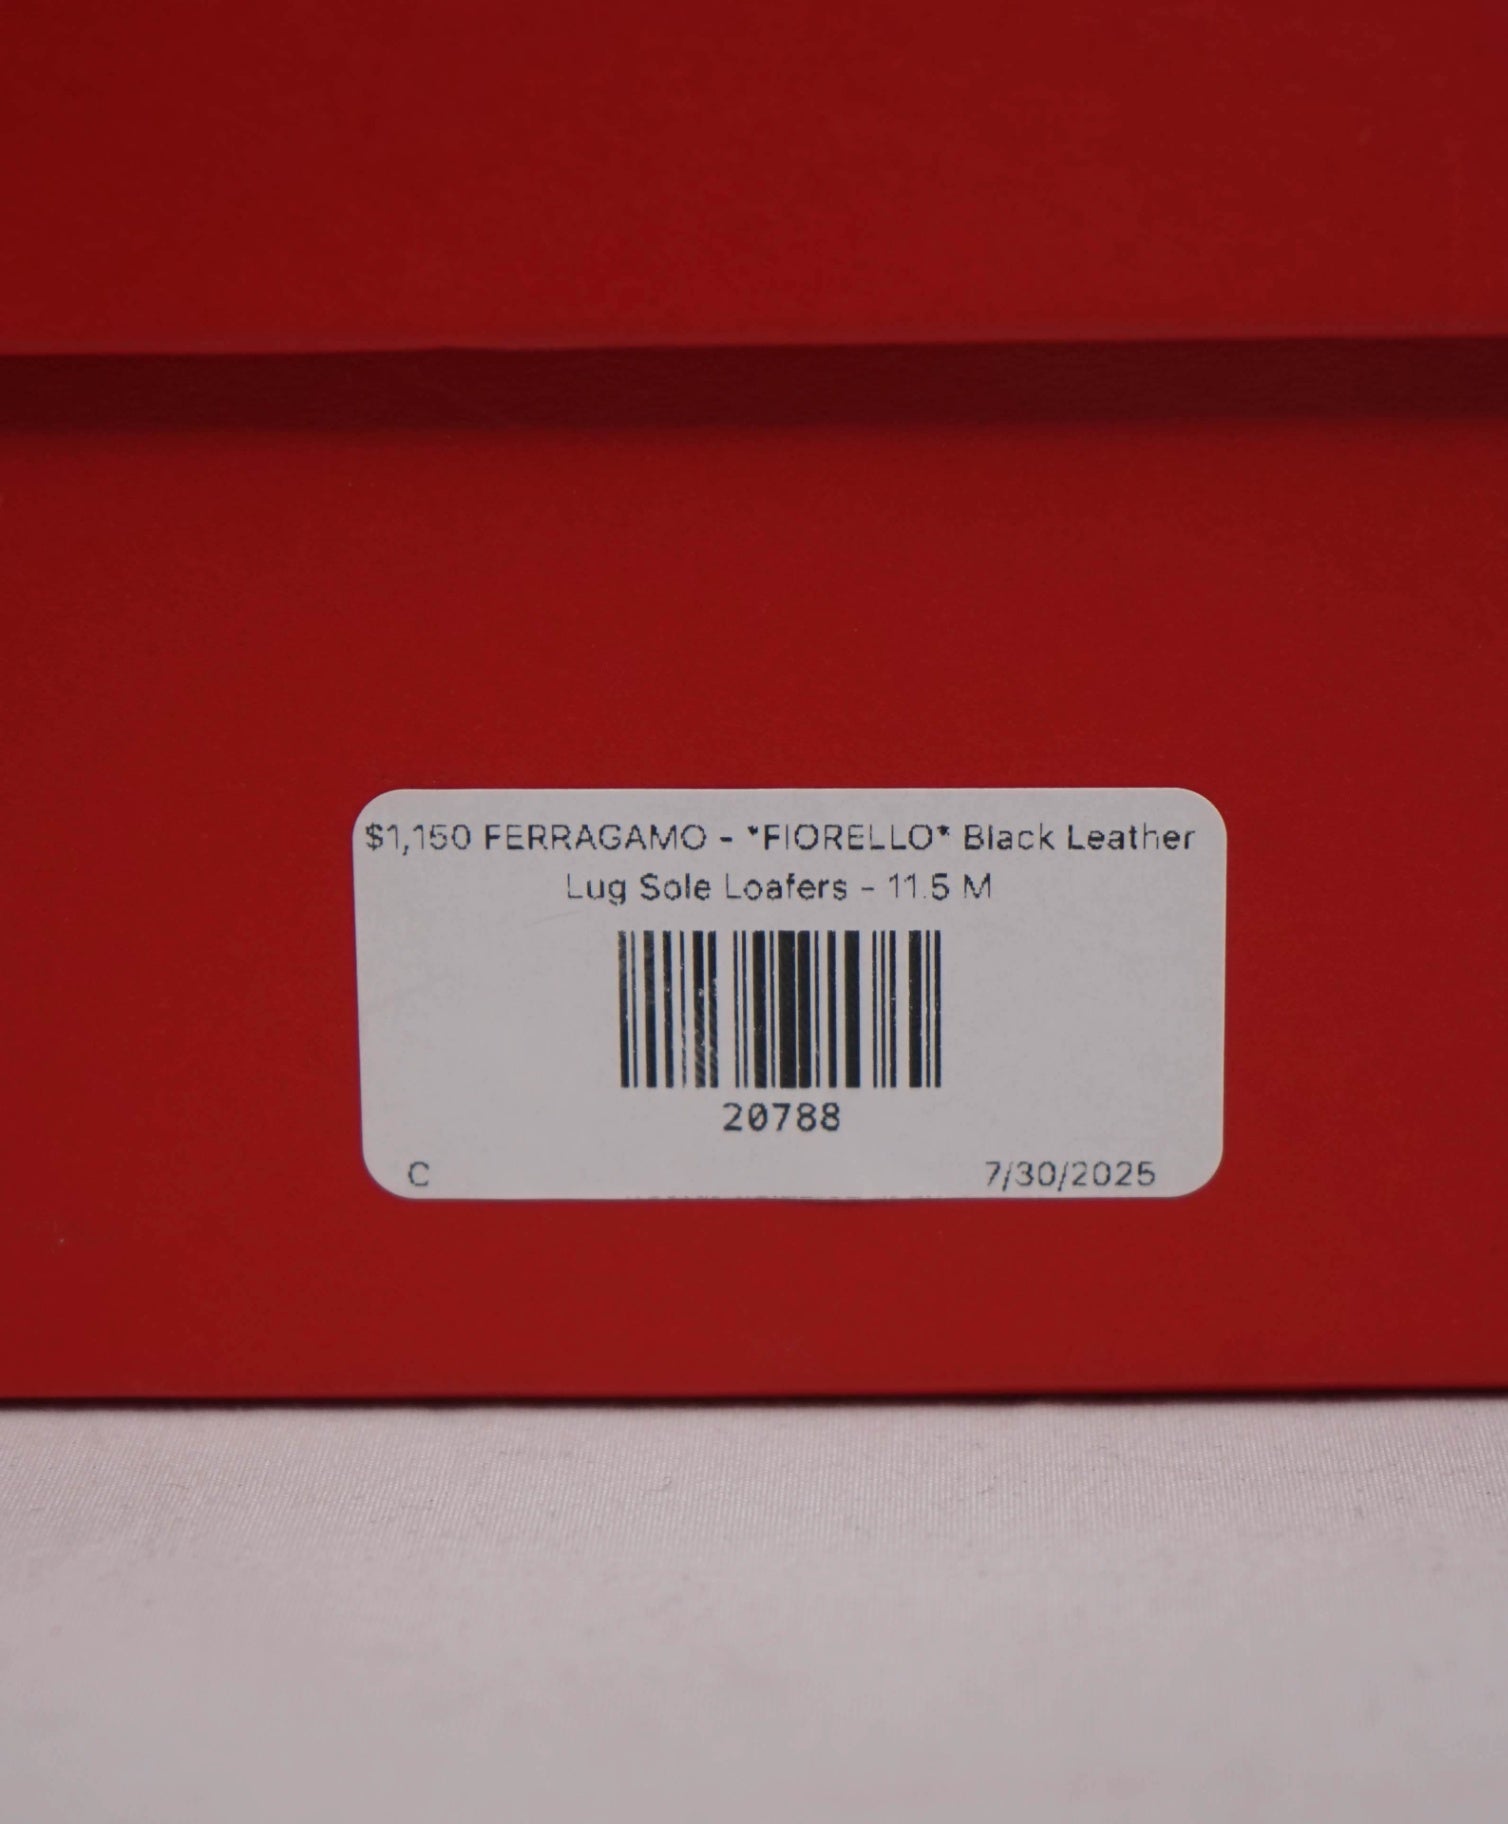 $1,150 FERRAGAMO - *FIORELLO* Black Leather
Lug Sole Loafers - 11.5 M
20788
C
7/30/2025